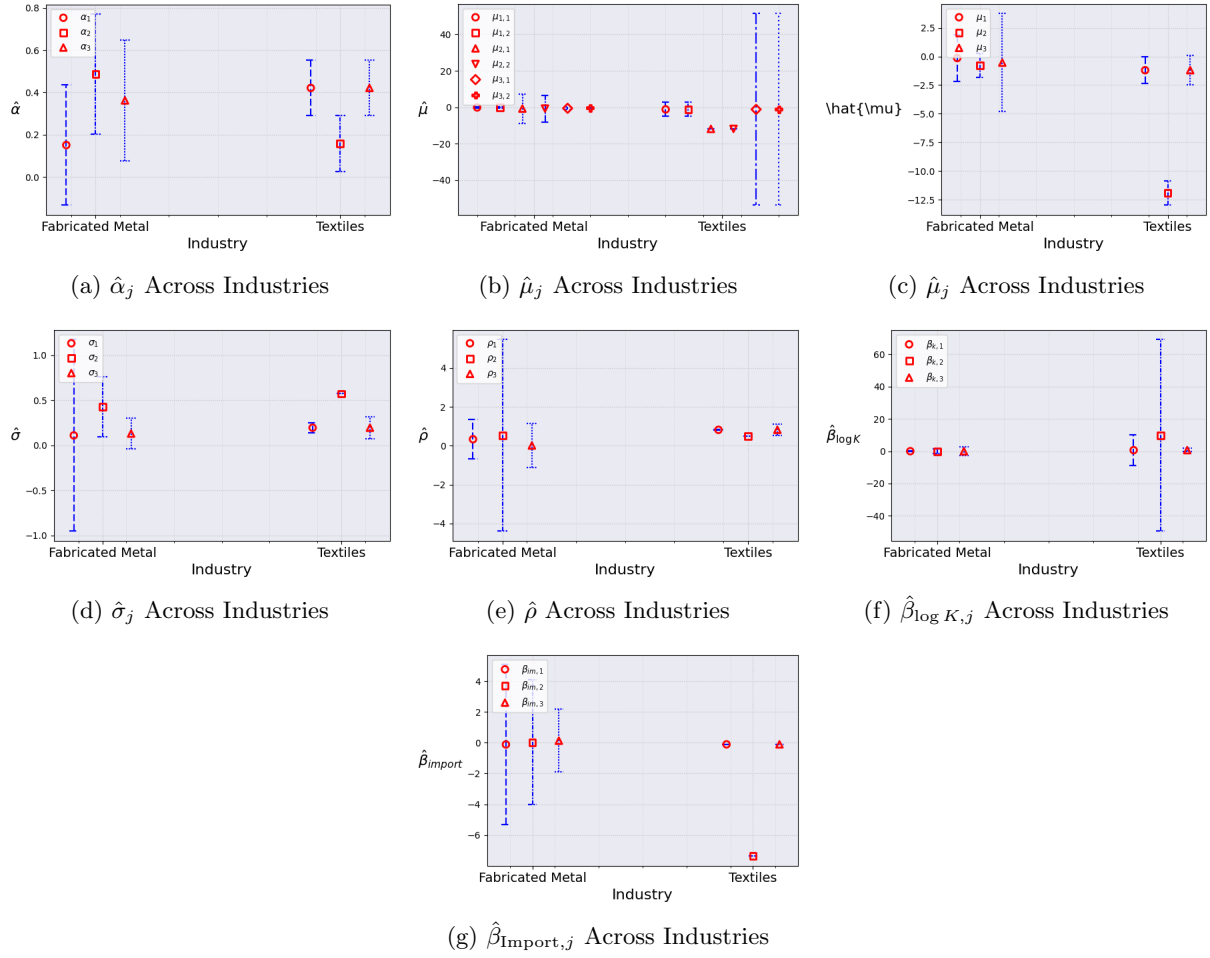 α₁
α₂
α₃
0.8
0.6
0.4
0.2
0.0
α̂
Fabricated Metal
Textiles
Industry
(a) α̂ⱼ Across Industries
μ₁,₁
μ₁,₂
μ₂,₁
μ₂,₂
μ₃,₁
μ₃,₂
40
20
0
−20
−40
μ̂
Fabricated Metal
Textiles
Industry
(b) μ̂ⱼ Across Industries
μ₁
μ₂
μ₃
2.5
0.0
−2.5
−5.0
−7.5
−10.0
−12.5
\hat{\mu}
Fabricated Metal
Textiles
Industry
(c) μ̂ⱼ Across Industries
σ₁
σ₂
σ₃
1.0
0.5
0.0
−0.5
−1.0
σ̂
Fabricated Metal
Textiles
Industry
(d) σ̂ⱼ Across Industries
ρ₁
ρ₂
ρ₃
4
2
0
−2
−4
ρ̂
Fabricated Metal
Textiles
Industry
(e) ρ̂ Across Industries
βₖ,₁
βₖ,₂
βₖ,₃
60
40
20
0
−20
−40
β̂_log K
Fabricated Metal
Textiles
Industry
(f) β̂_log K,j Across Industries
β_im,1
β_im,2
β_im,3
4
2
0
−2
−4
−6
β̂_import
Fabricated Metal
Textiles
Industry
(g) β̂_Import,j Across Industries